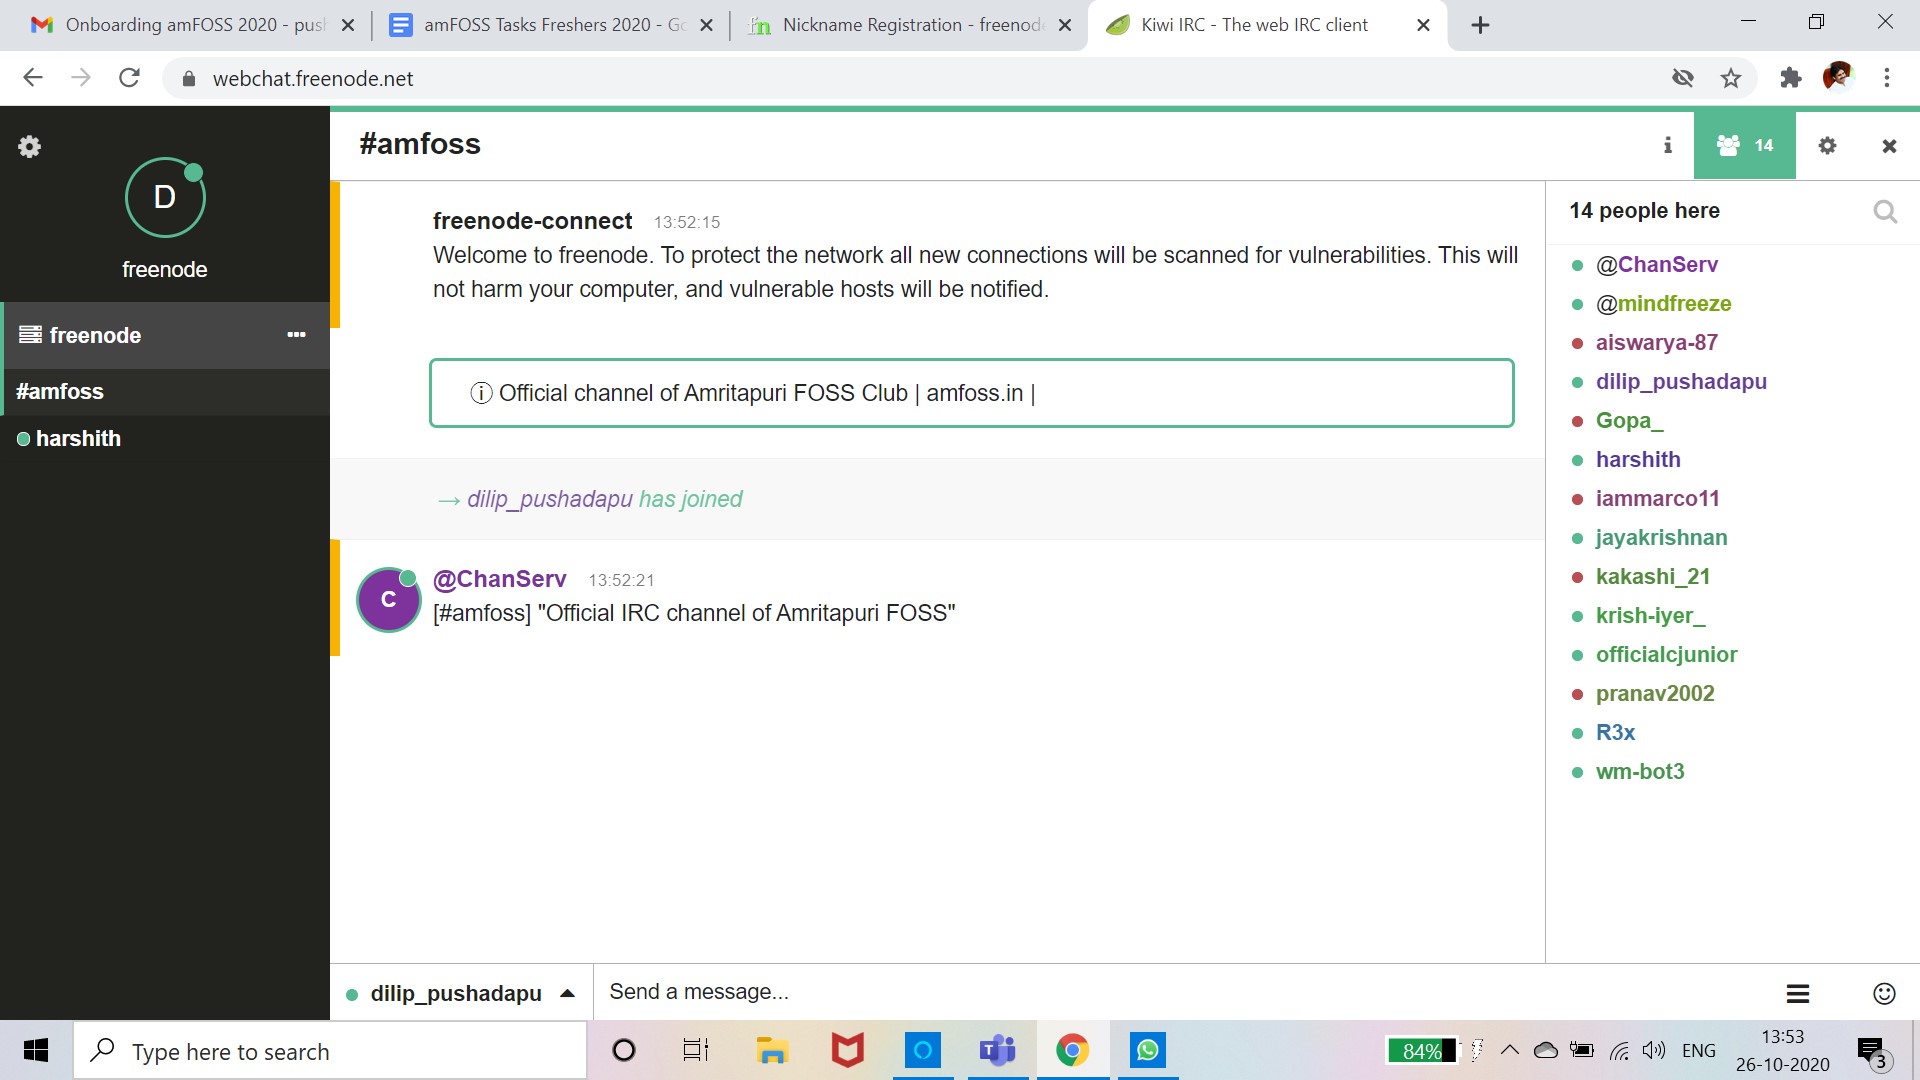 Onboarding amFOSS 2020 - push
amFOSS Tasks Freshers 2020 - Go
fn Nickname Registration - freenode
Kiwi IRC - The web IRC client
webchat.freenode.net
D
freenode
freenode
#amfoss
harshith
#amfoss
14
freenode-connect 13:52:15
Welcome to freenode. To protect the network all new connections will be scanned for vulnerabilities. This will
not harm your computer, and vulnerable hosts will be notified.
Official channel of Amritapuri FOSS Club | amfoss.in |
→ dilip_pushadapu has joined
C
@ChanServ 13:52:21
[#amfoss] "Official IRC channel of Amritapuri FOSS"
14 people here
@ChanServ
@mindfreeze
aiswarya-87
dilip_pushadapu
Gopa_
harshith
iammarco11
jayakrishnan
kakashi_21
krish-iyer_
officialcjunior
pranav2002
R3x
wm-bot3
dilip_pushadapu
Send a message...
Type here to search
84%
ENG
13:53
26-10-2020
3